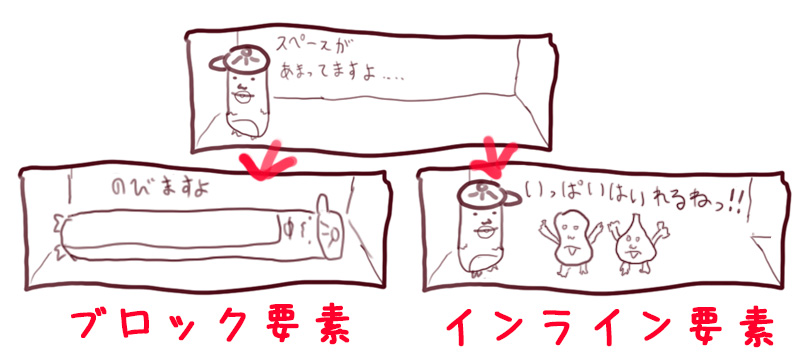 スペースが
あまってますよ....
のびますよ
いっぱいはいれるねっ!!
ブロック要素
インライン要素